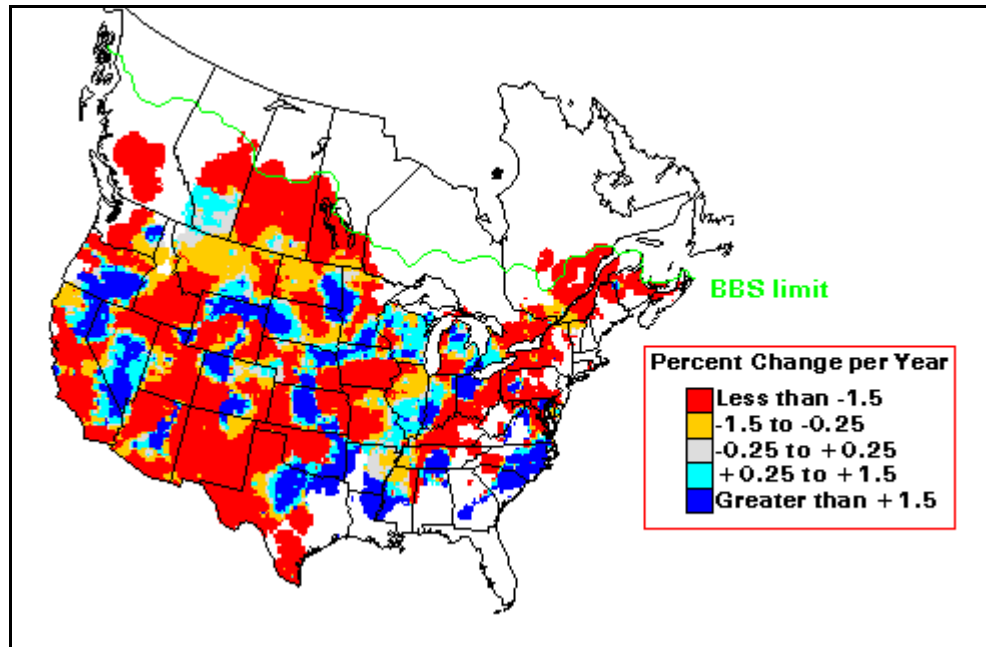 BBS limit
Percent Change per Year
Less than -1.5
-1.5 to -0.25
-0.25 to +0.25
+0.25 to +1.5
Greater than +1.5